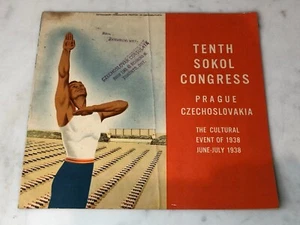 TENTH
SOKOL
CONGRESS
PRAGUE
CZECHOSLOVAKIA
THE CULTURAL
EVENT OF 1938
JUNE-JULY 1938